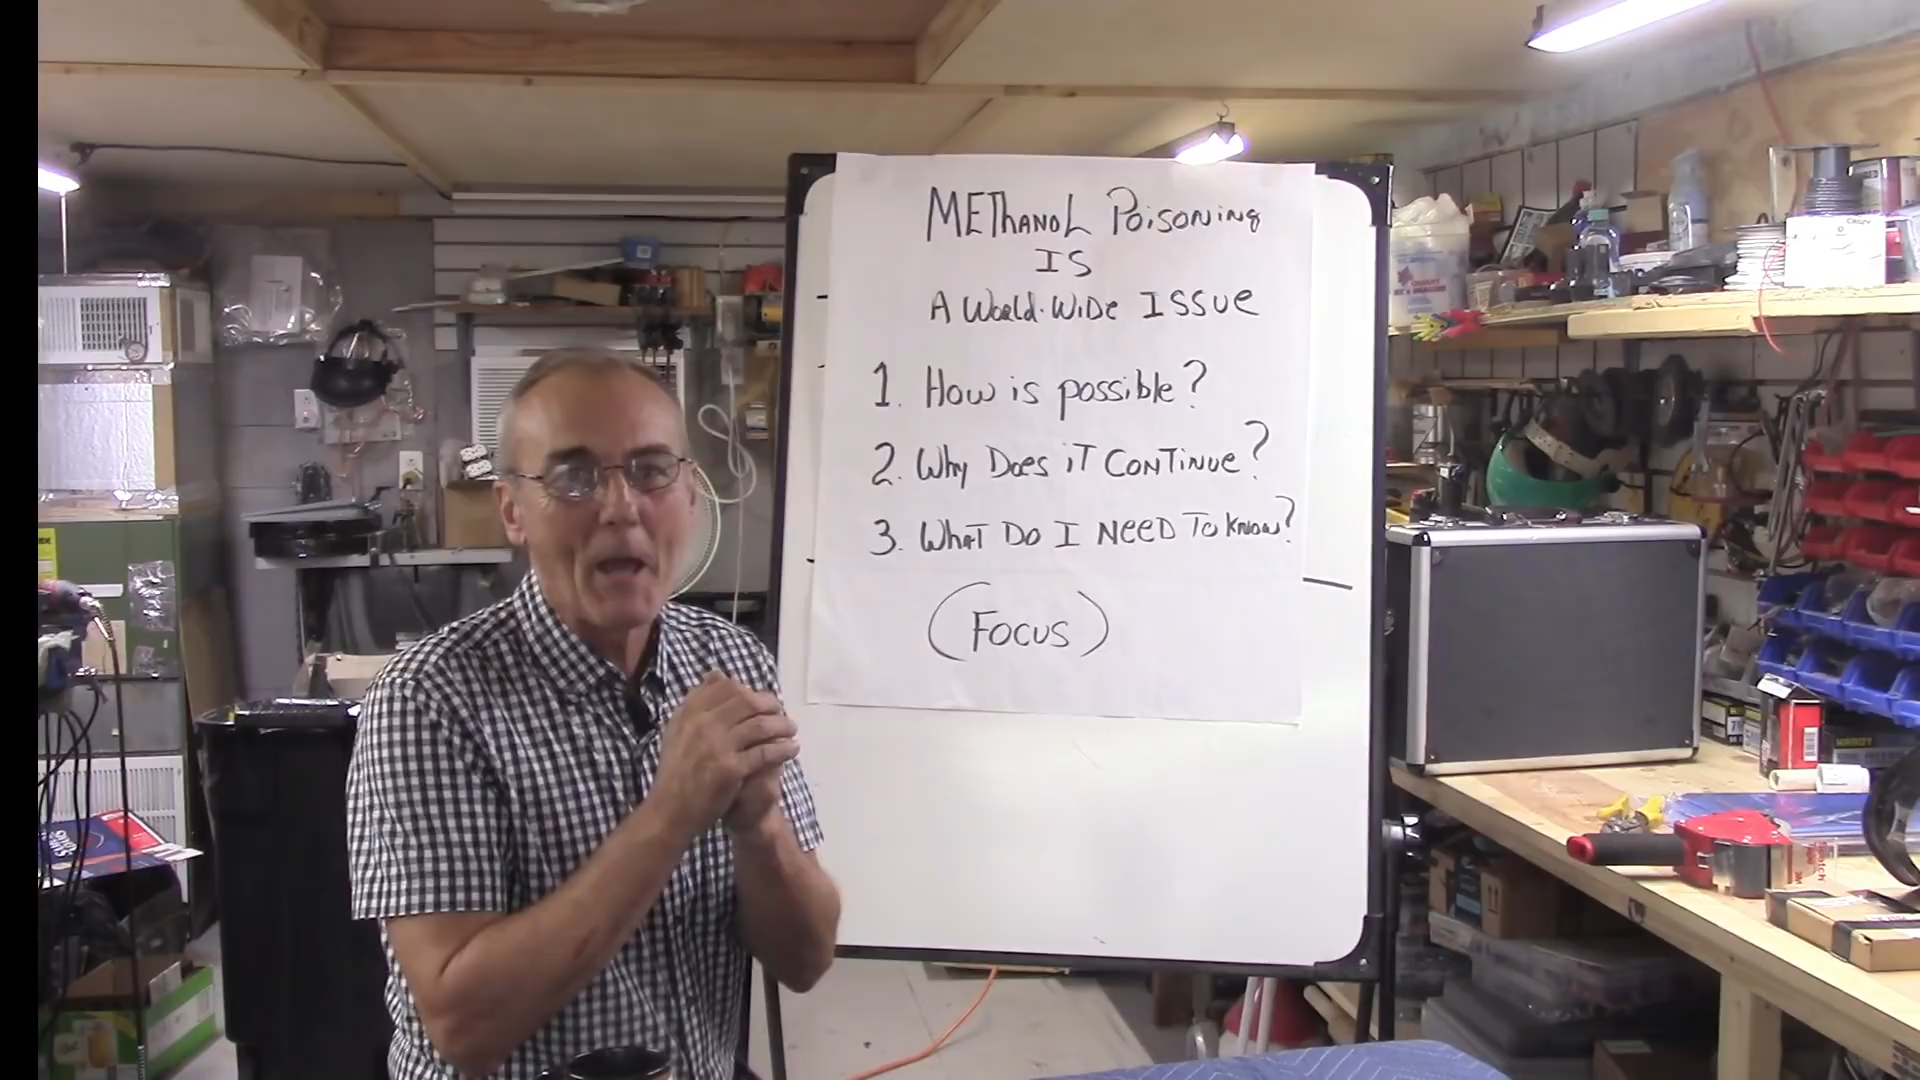 METhanoL Poisoning
IS
A World-Wide Issue
1. How is possible?
2. Why Does iT CoNTiNue?
3. WhAT Do I NEED To Know?
(Focus)